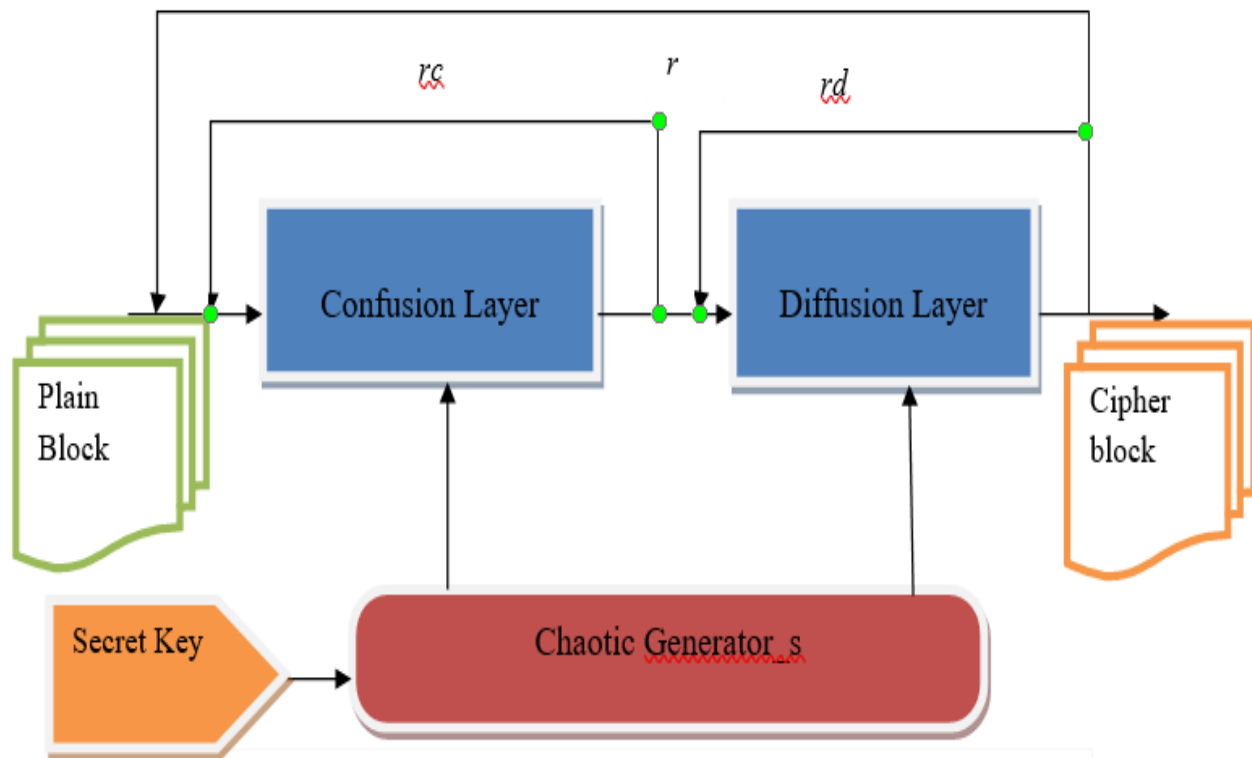 rc
r
rd
Confusion Layer
Diffusion Layer
Plain
Block
Cipher
block
Secret Key
Chaotic Generator_s